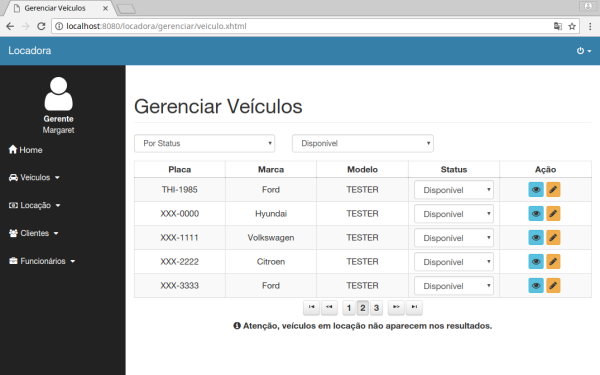 Gerenciar Veículos
localhost:8080/locadora/gerenciar/veiculo.xhtml
Locadora
Gerente
Margaret
Home
Veículos
Locação
Clientes
Funcionários
Gerenciar Veículos
Por Status Disponível
Placa Marca Modelo Status Ação
THI-1985 Ford TESTER Disponível
XXX-0000 Hyundai TESTER Disponível
XXX-1111 Volkswagen TESTER Disponível
XXX-2222 Citroen TESTER Disponível
XXX-3333 Ford TESTER Disponível
1 2 3
Atenção, veículos em locação não aparecem nos resultados.